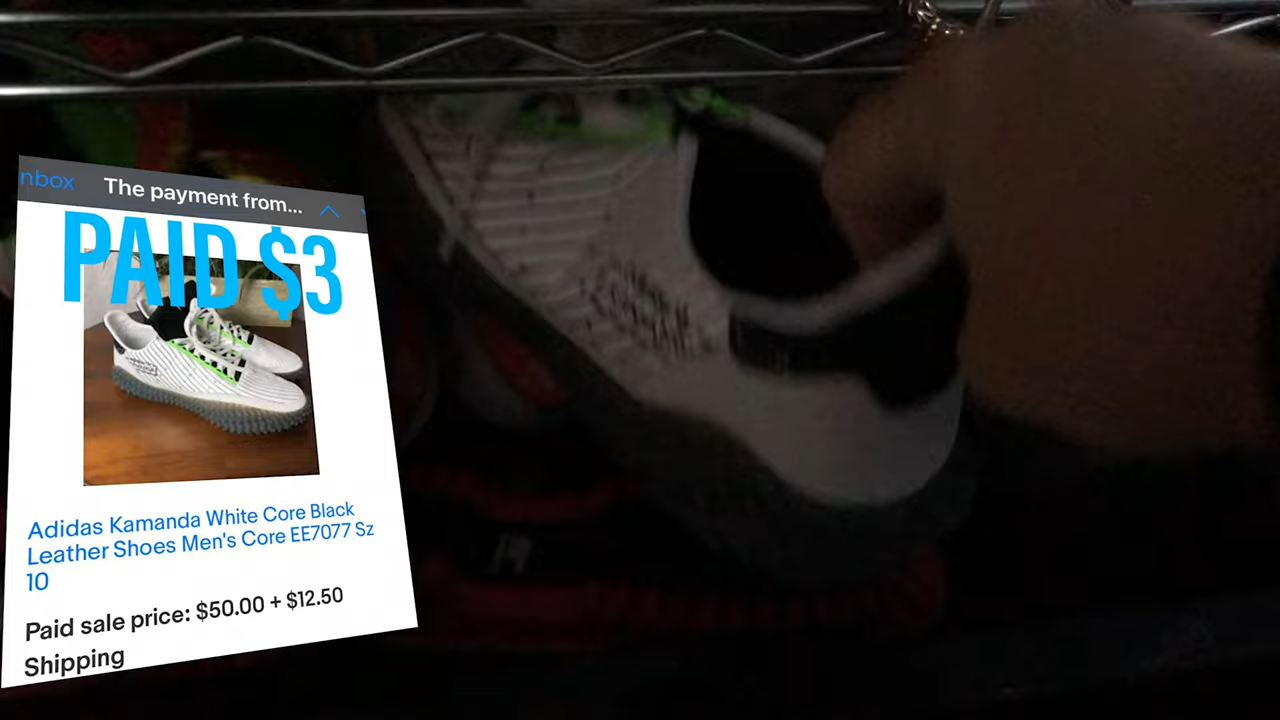 nbox
The payment from...
PAID $3
Adidas Kamanda White Core Black
Leather Shoes Men's Core EE7077 Sz
10
Paid sale price: $50.00 + $12.50
Shipping